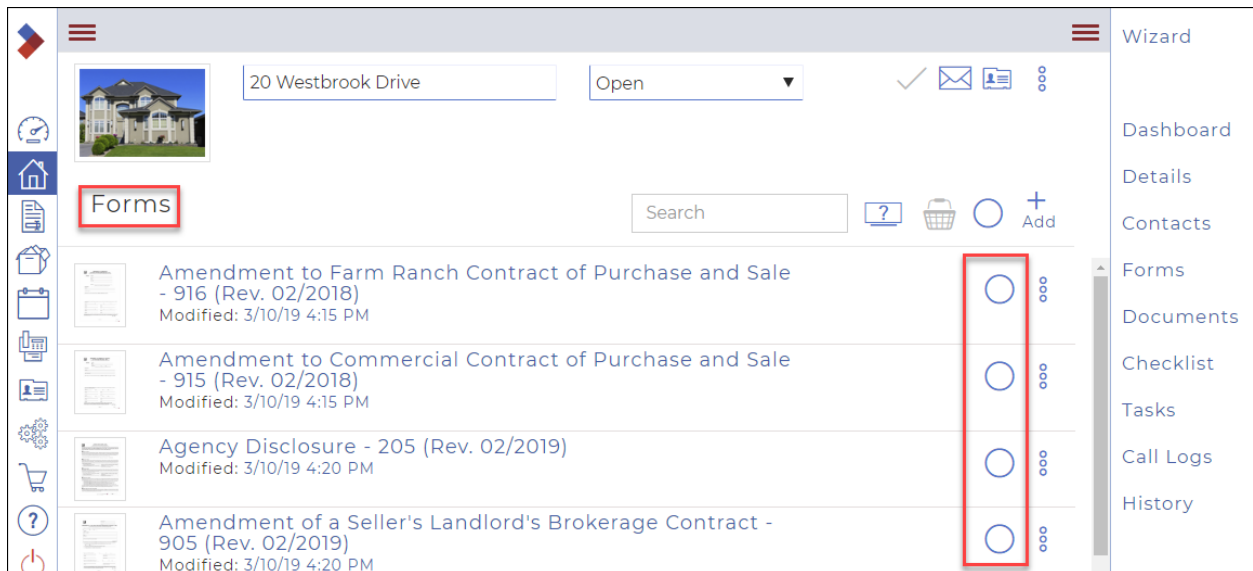 Wizard
20 Westbrook Drive
Open
Dashboard
Details
Forms
Search
?
Add
Contacts
Amendment to Farm Ranch Contract of Purchase and Sale
- 916 (Rev. 02/2018)
Modified: 3/10/19 4:15 PM
Forms
Documents
Amendment to Commercial Contract of Purchase and Sale
- 915 (Rev. 02/2018)
Modified: 3/10/19 4:15 PM
Checklist
Tasks
Agency Disclosure - 205 (Rev. 02/2019)
Modified: 3/10/19 4:20 PM
Call Logs
History
?
Amendment of a Seller's Landlord's Brokerage Contract -
905 (Rev. 02/2019)
Modified: 3/10/19 4:20 PM